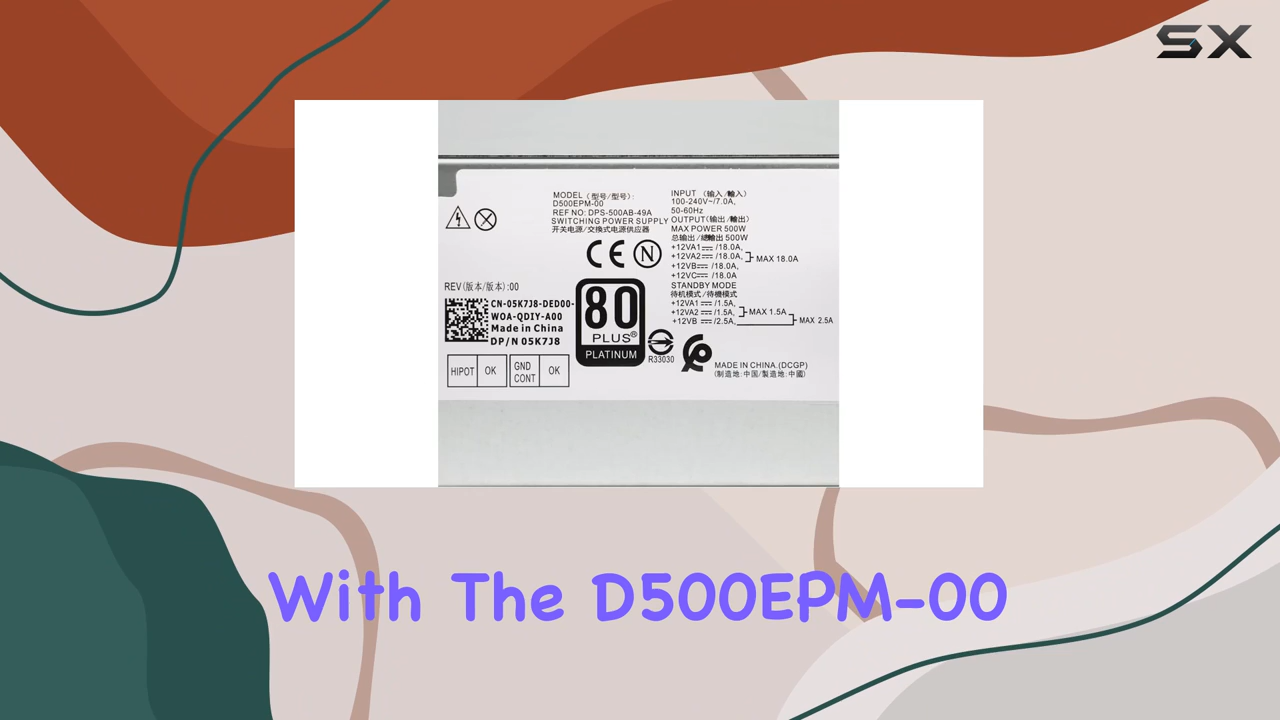 SX
MODEL (型号/型号):
D500EPM-00
REF NO: DPS-500AB-49A
SWITCHING POWER SUPPLY
开关电源/交換式電源供应器
INPUT (输入/輸入)
100-240V~/7.0A,
50-60Hz
OUTPUT(输出/輸出)
MAX POWER 500W
总输出/總輸出 500W
+12VA1⎓ /18.0A,
+12VA2⎓ /18.0A,
MAX 18.0A
+12VB⎓ /18.0A,
+12VC⎓ /18.0A
STANDBY MODE
待机模式/待機模式
+12VA1⎓ /1.5A,
+12VA2⎓ /1.5A,
MAX 1.5A
+12VB ⎓ /2.5A,
MAX 2.5A
CE N
REV(版本/版本):00
CN-05K7J8-DED00-
WOA-QDIY-A00
Made in China
DP/N 05K7J8
80
PLUS®
PLATINUM
R33030
HIPOT OK GND CONT OK
MADE IN CHINA.(DCGP)
(制造地:中国/製造地:中國)
With The D500EPM-00